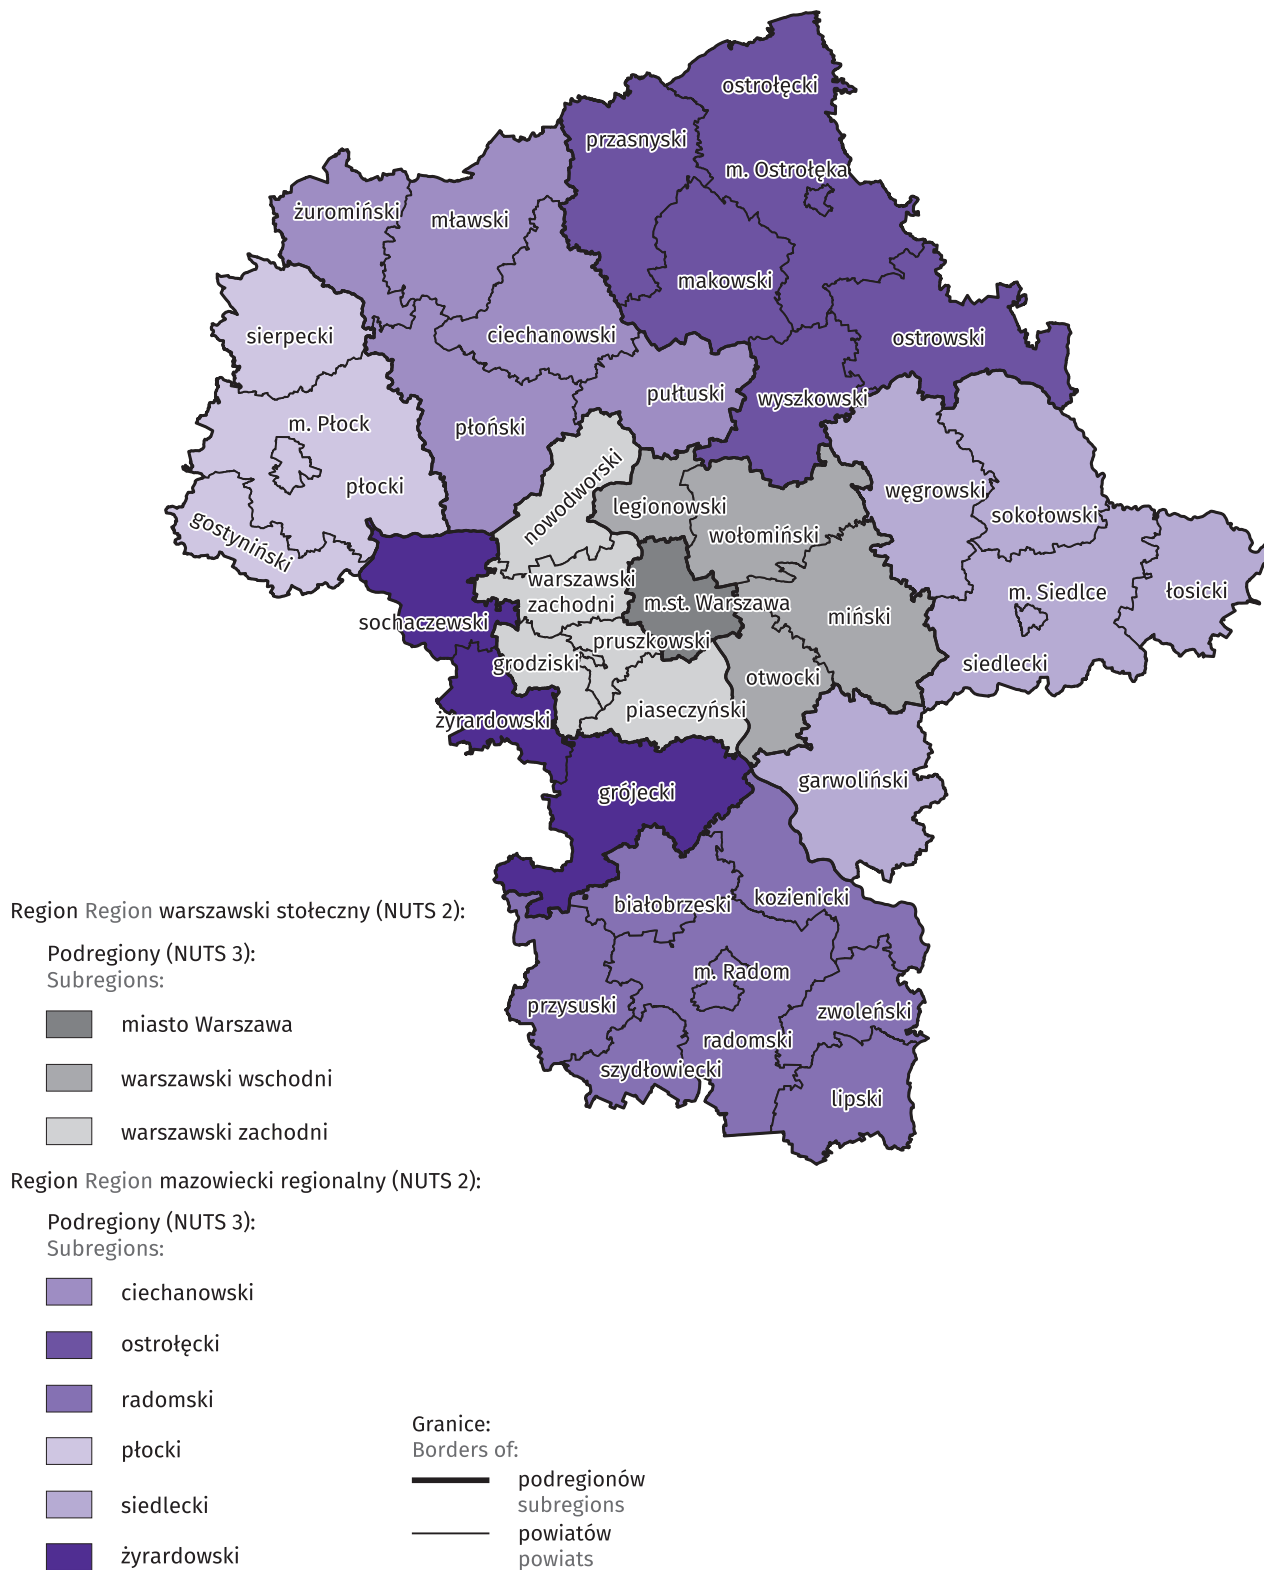 ostrołęcki
przasnyski
m. Ostrołęka
żuromiński
mławski
makowski
sierpecki
ciechanowski
ostrowski
pułtuski
wyszkowski
m. Płock
płoński
płocki
nowodworski
legionowski
węgrowski
sokołowski
gostyniński
wołomiński
warszawski
zachodni
m.st. Warszawa
m. Siedlce
łosicki
sochaczewski
miński
pruszkowski
grodziski
siedlecki
otwocki
żyrardowski
piaseczyński
grójecki
garwoliński
białobrzeski
kozienicki
m. Radom
przysuski
zwoleński
radomski
szydłowiecki
lipski
Region Region warszawski stołeczny (NUTS 2):
Podregiony (NUTS 3):
Subregions:
miasto Warszawa
warszawski wschodni
warszawski zachodni
Region Region mazowiecki regionalny (NUTS 2):
Podregiony (NUTS 3):
Subregions:
ciechanowski
ostrołęcki
radomski
płocki
siedlecki
żyrardowski
Granice:
Borders of:
podregionów
subregions
powiatów
powiats